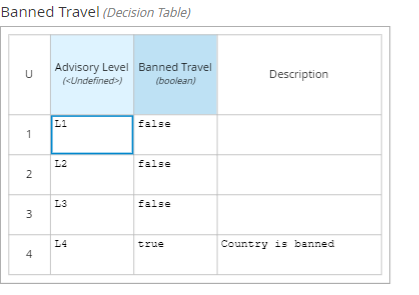 Banned Travel (Decision Table)
U Advisory Level (<Undefined>) Banned Travel (boolean) Description
1 L1 false
2 L2 false
3 L3 false
4 L4 true Country is banned